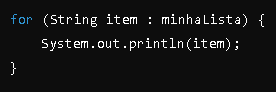 for (String item : minhaLista) {
    System.out.println(item);
}